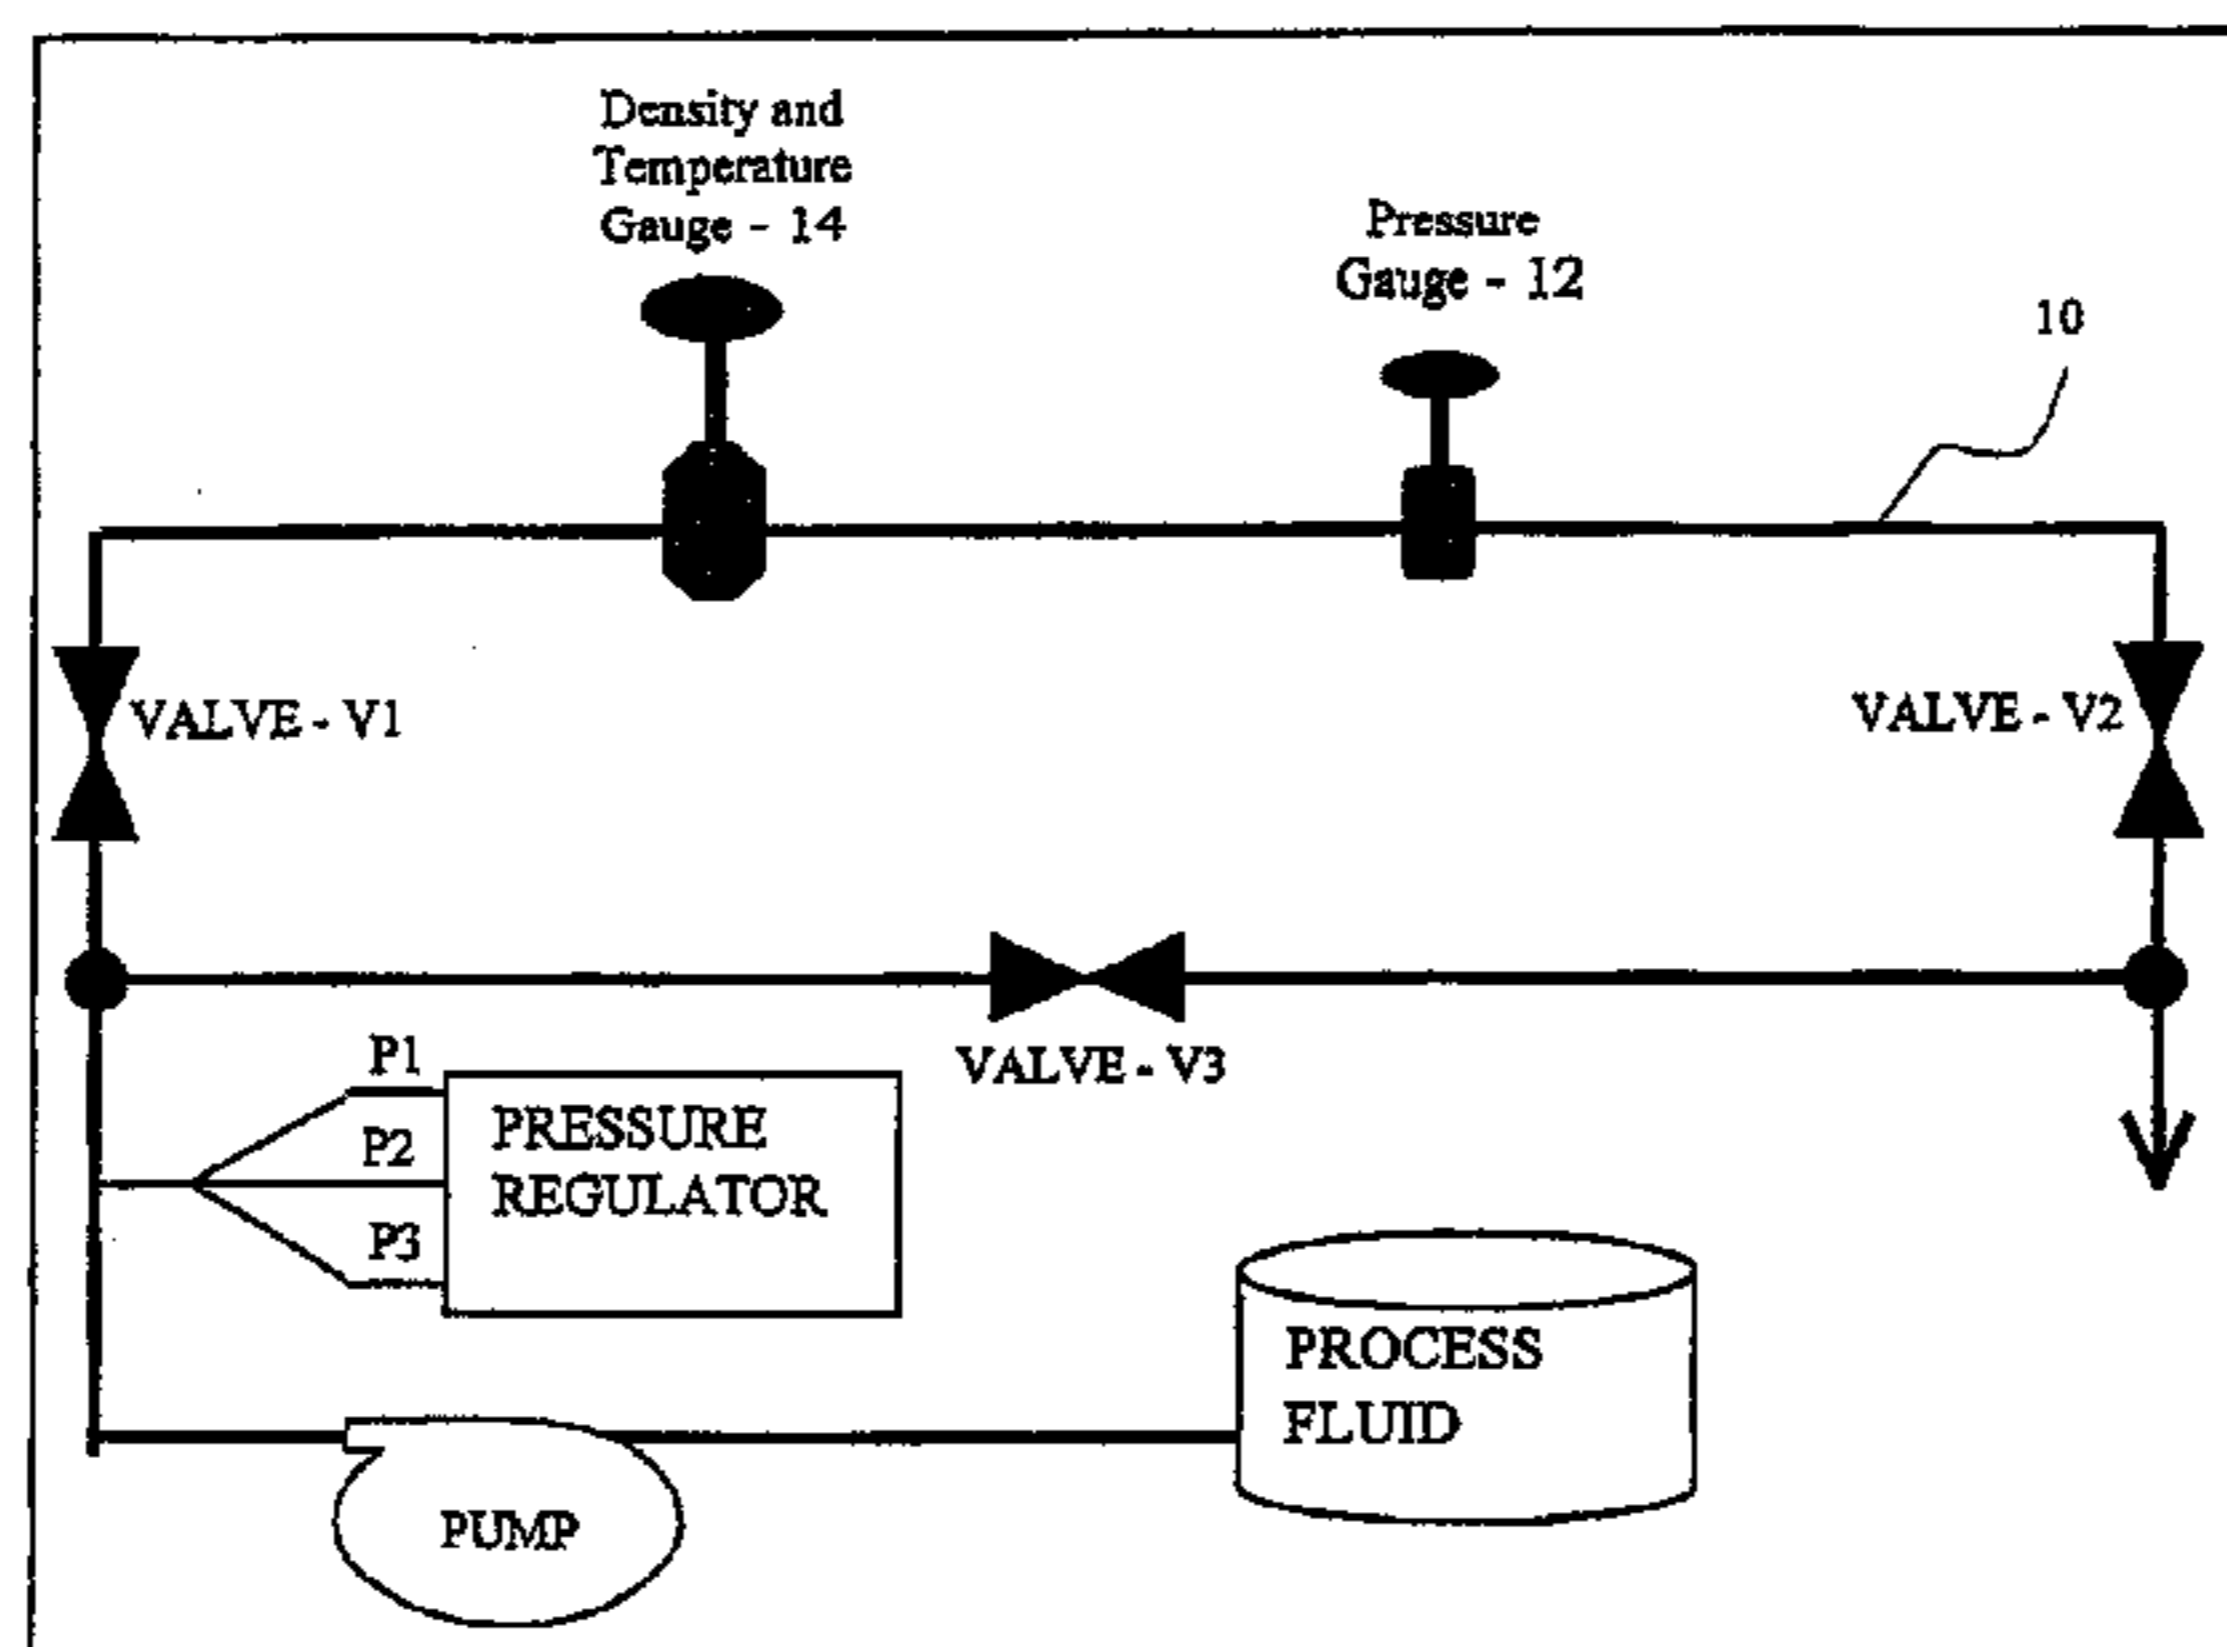 Density and
Temperature
Gauge - 14
Pressure
Gauge - 12
10
VALVE - V1
VALVE - V2
VALVE - V3
P1
P2
P3
PRESSURE
REGULATOR
PROCESS
FLUID
PUMP